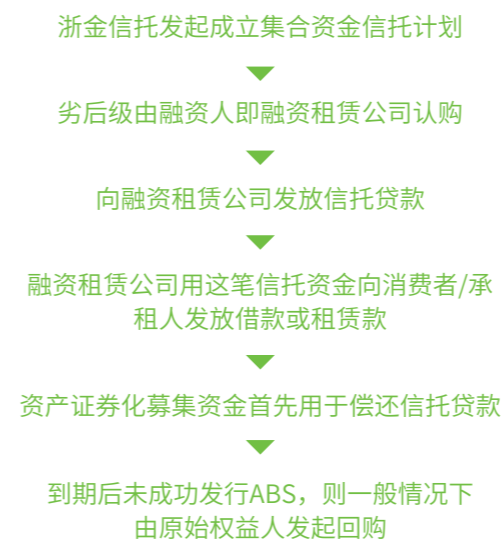 浙金信托发起成立集合资金信托计划
劣后级由融资人即融资租赁公司认购
向融资租赁公司发放信托贷款
融资租赁公司用这笔信托资金向消费者/承
租人发放借款或租赁款
资产证券化募集资金首先用于偿还信托贷款
到期后未成功发行ABS，则一般情况下
由原始权益人发起回购